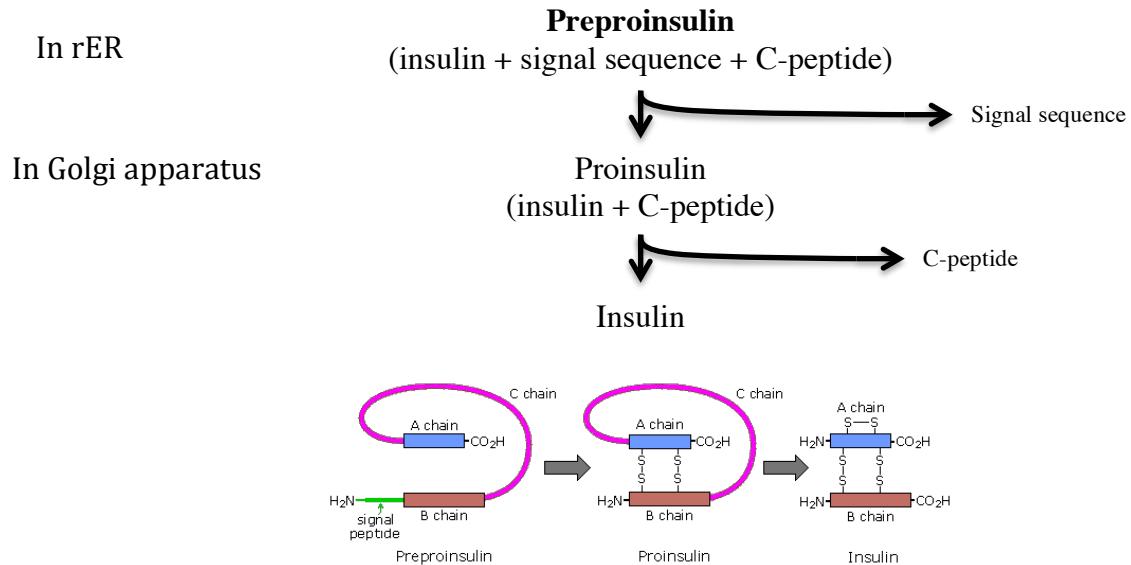 In rER
Preproinsulin
(insulin + signal sequence + C-peptide)
Signal sequence
In Golgi apparatus
Proinsulin
(insulin + C-peptide)
C-peptide
Insulin
C chain
A chain
CO₂H
H₂N
signal
peptide
B chain
Preproinsulin
C chain
A chain
CO₂H
S S
S S
H₂N
B chain
Proinsulin
A chain
S S
H₂N
CO₂H
S S
S S
H₂N
CO₂H
B chain
Insulin